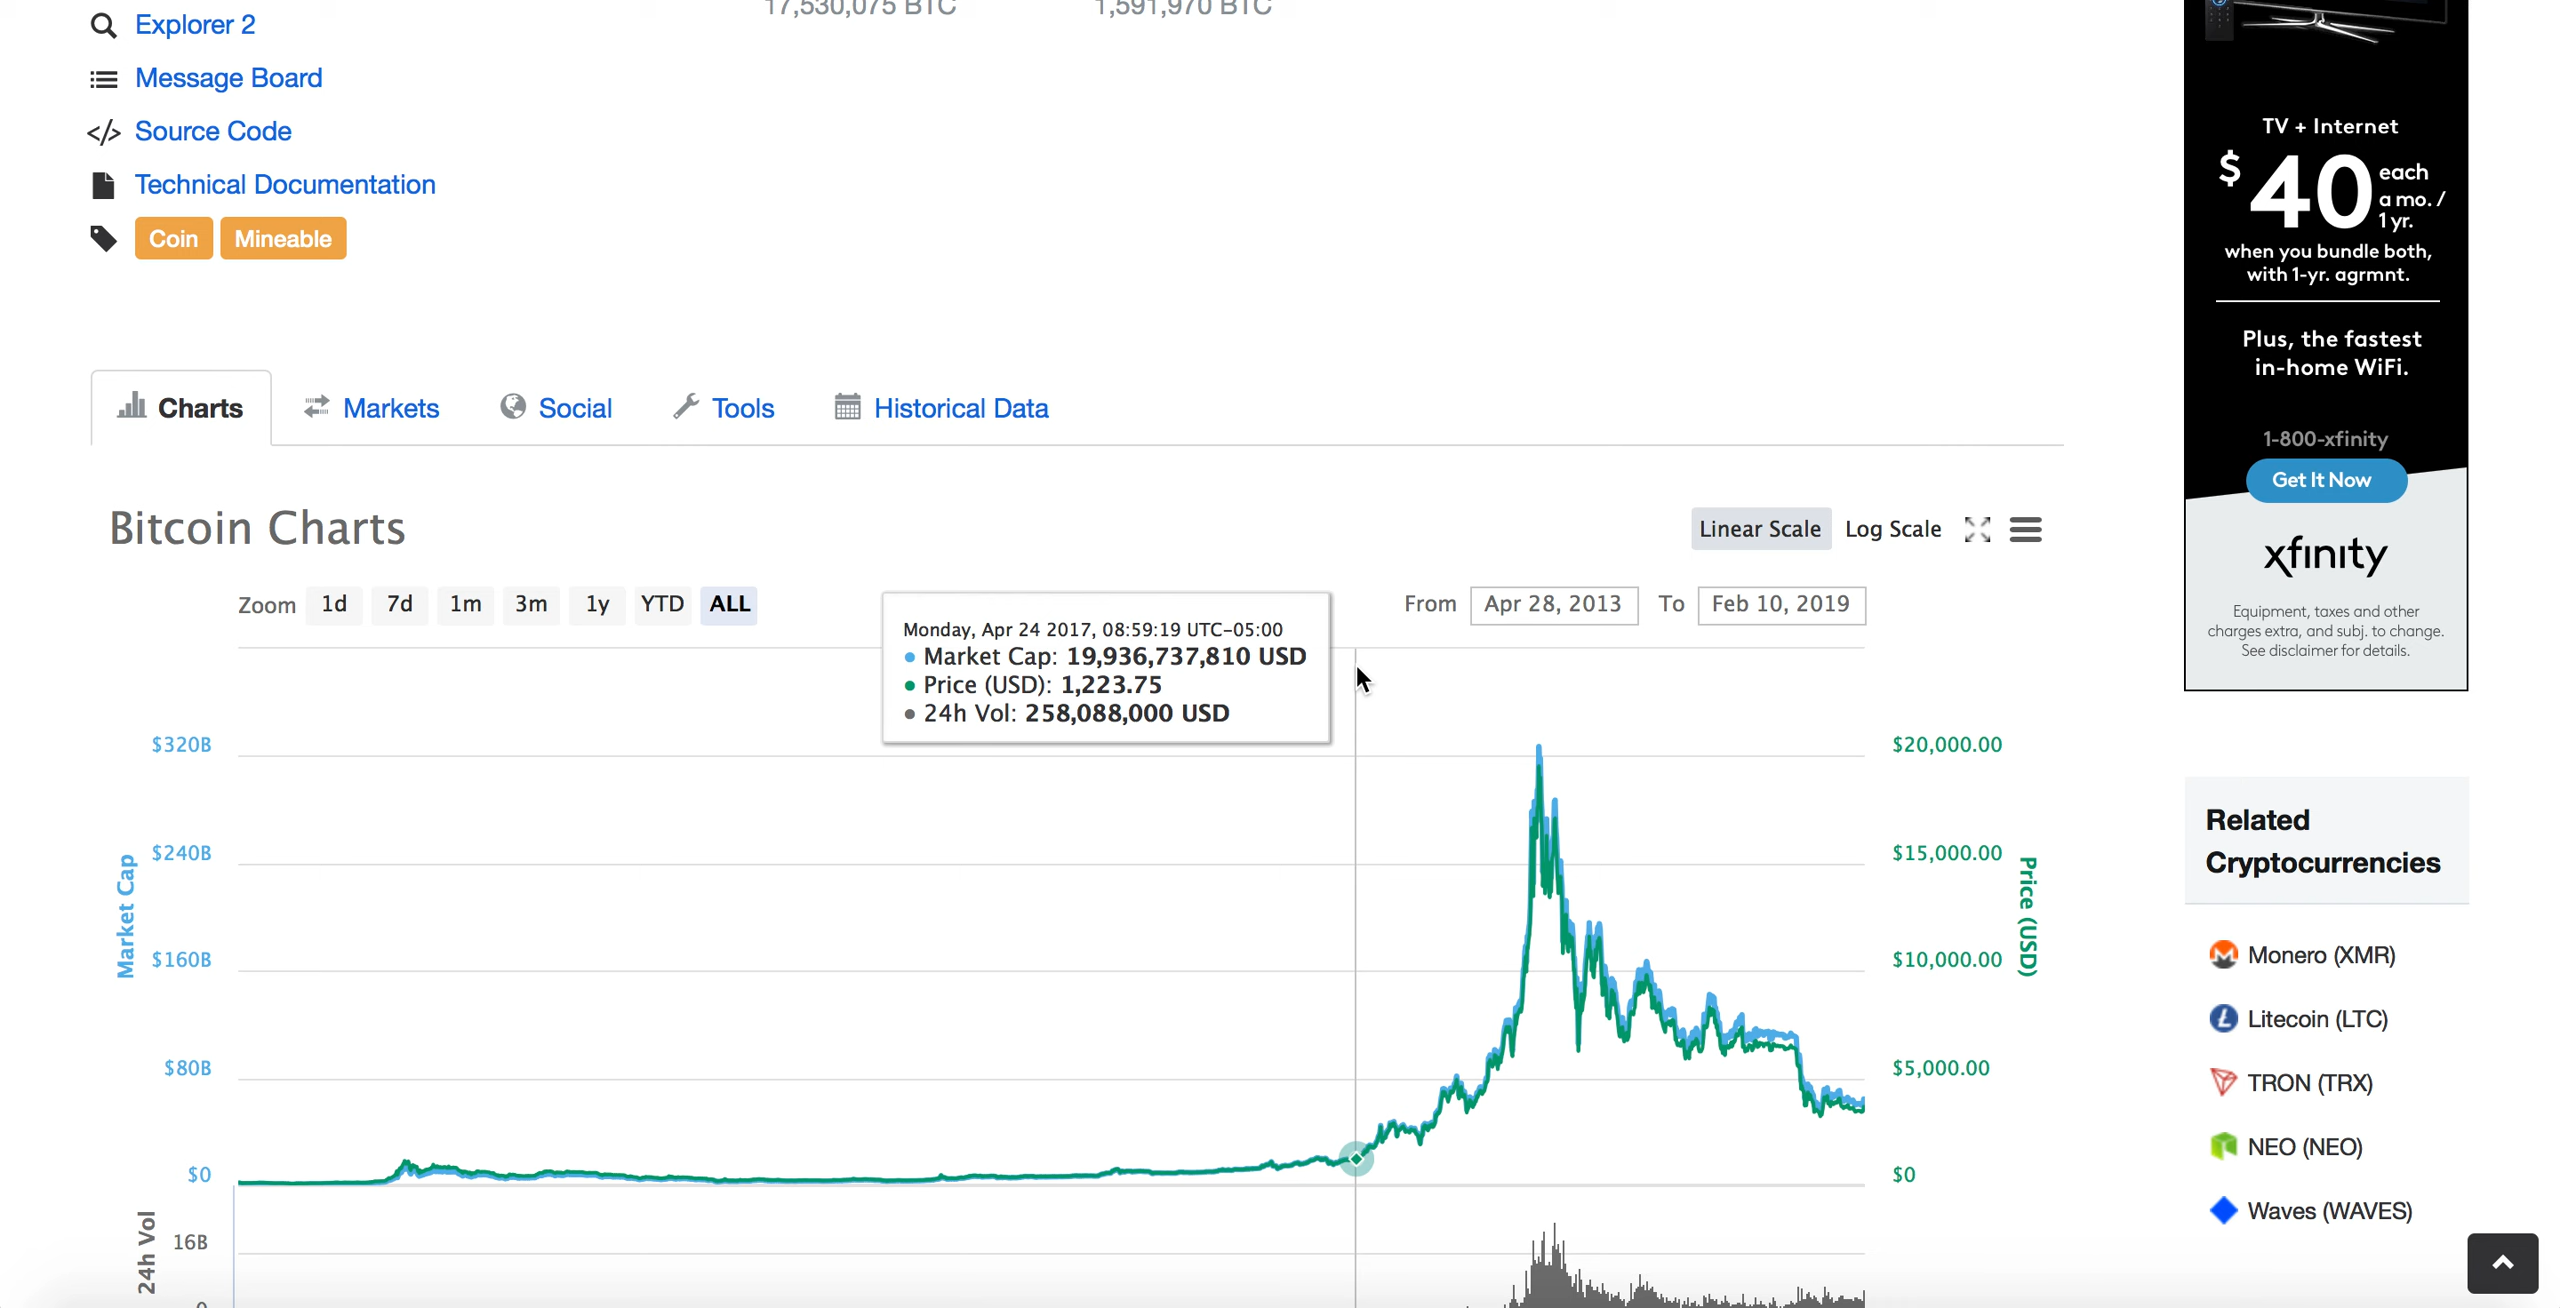 17,530,075 BTC
1,591,970 BTC
Explorer 2
Message Board
Source Code
Technical Documentation
Coin Mineable
Charts
Markets
Social
Tools
Historical Data
Bitcoin Charts
Linear Scale
Log Scale
Zoom 1d 7d 1m 3m 1y YTD ALL
From Apr 28, 2013 To Feb 10, 2019
Monday, Apr 24 2017, 08:59:19 UTC-05:00
Market Cap: 19,936,737,810 USD
Price (USD): 1,223.75
24h Vol: 258,088,000 USD
Market Cap
$320B
$240B
$160B
$80B
$0
$20,000.00
$15,000.00
$10,000.00
$5,000.00
$0
Price (USD)
24h Vol
16B
0
TV + Internet
$40 each
a mo./
1 yr.
when you bundle both,
with 1-yr. agrmnt.
Plus, the fastest
in-home WiFi.
1-800-xfinity
Get It Now
xfinity
Equipment, taxes and other
charges extra, and subj. to change.
See disclaimer for details.
Related
Cryptocurrencies
Monero (XMR)
Litecoin (LTC)
TRON (TRX)
NEO (NEO)
Waves (WAVES)